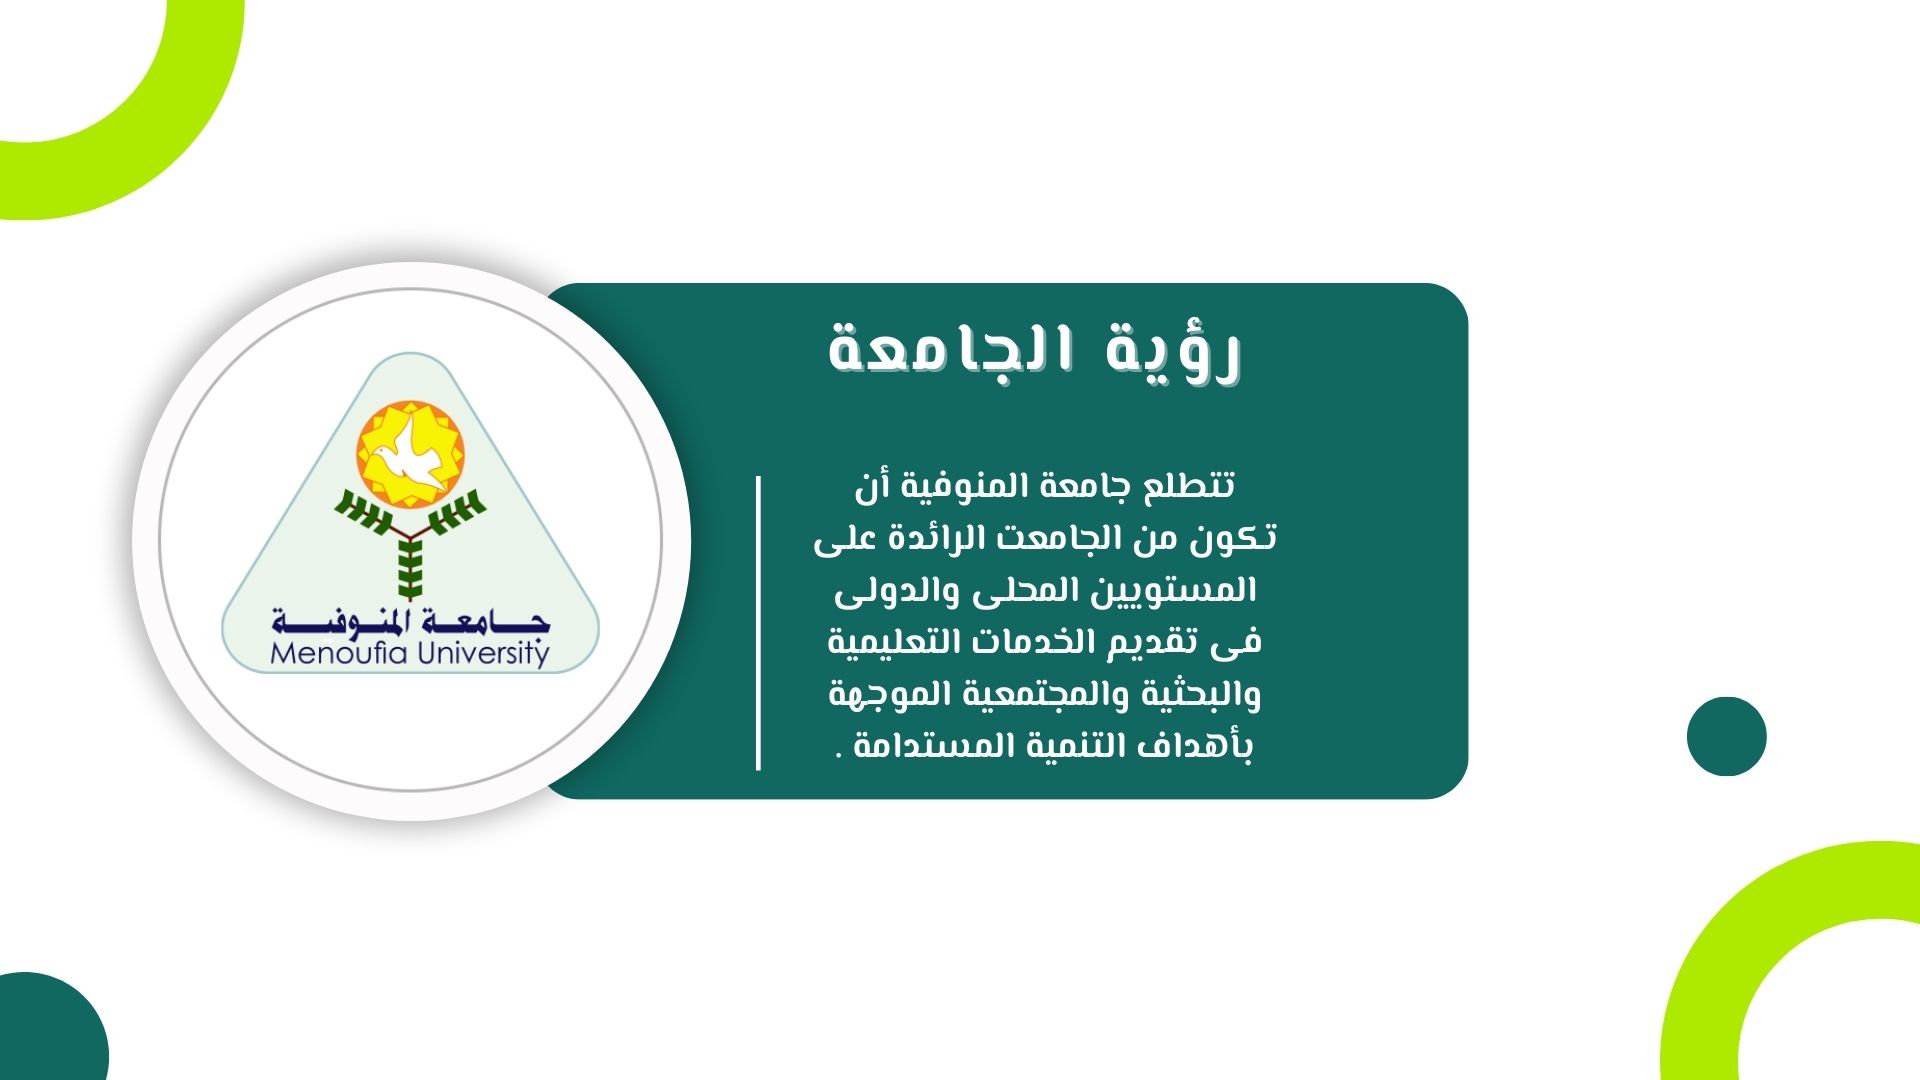 رؤية الجامعة
تتطلع جامعة المنوفية أن
تكون من الجامعت الرائدة على
المستويين المحلى والدولى
فى تقديم الخدمات التعليمية
والبحثية والمجتمعية الموجهة
بأهداف التنمية المستدامة .
جامعة المنوفية
Menoufia University